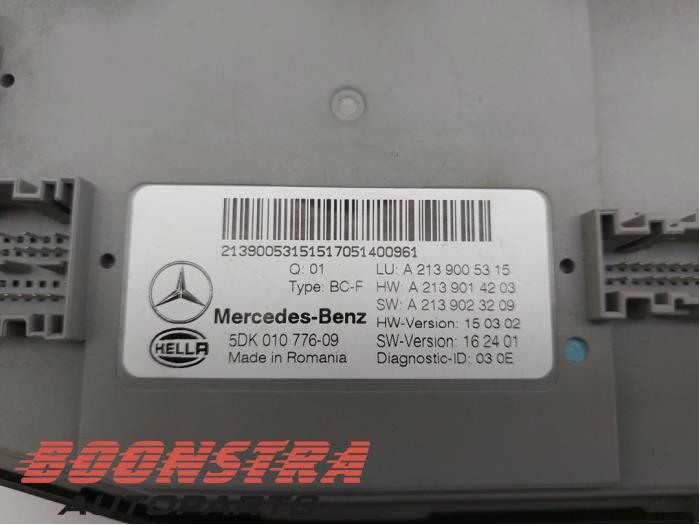 21390053151517051400961
Q: 01 LU: A 213 900 53 15
Type: BC-F HW: A 213 901 42 03
SW: A 213 902 32 09
Mercedes-Benz HW-Version: 15 03 02
HELLA 5DK 010 776-09 SW-Version: 16 24 01
Made in Romania Diagnostic-ID: 03 0E
BOONSTRA
AUTOPARTS